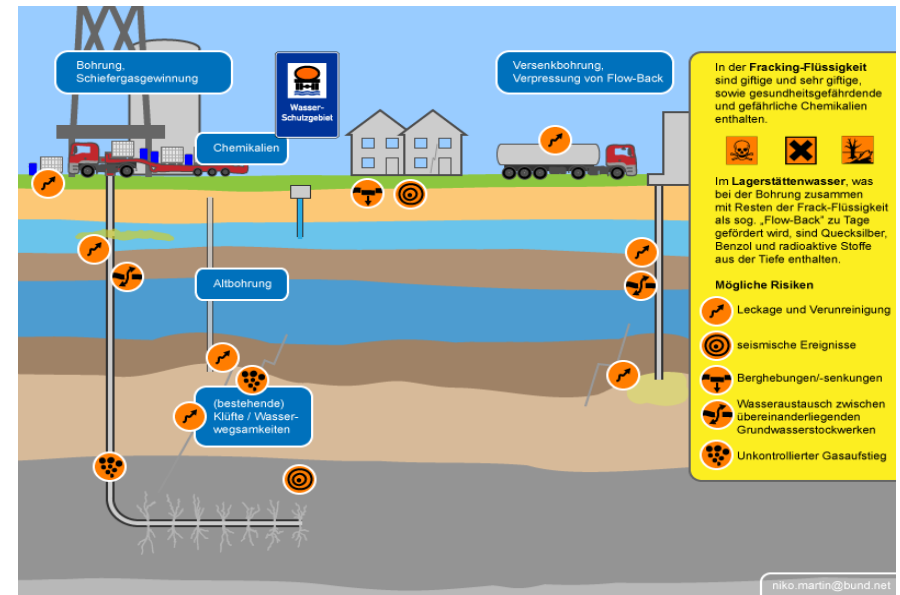 Bohrung,
Schiefergasgewinnung
Wasser-
Schutzgebiet
Chemikalien
Versenkbohrung,
Verpressung von Flow-Back
Altbohrung
(bestehende)
Klüfte / Wasser-
wegsamkeiten
In der Fracking-Flüssigkeit
sind giftige und sehr giftige,
sowie gesundheitsgefährdende
und gefährliche Chemikalien
enthalten.
Im Lagerstättenwasser, was
bei der Bohrung zusammen
mit Resten der Frack-Flüssigkeit
als sog. „Flow-Back" zu Tage
gefördert wird, sind Quecksilber,
Benzol und radioaktive Stoffe
aus der Tiefe enthalten.
Mögliche Risiken
Leckage und Verunreinigung
seismische Ereignisse
Berghebungen/-senkungen
Wasseraustausch zwischen
übereinanderliegenden
Grundwasserstockwerken
Unkontrollierter Gasaufstieg
niko.martin@bund.net